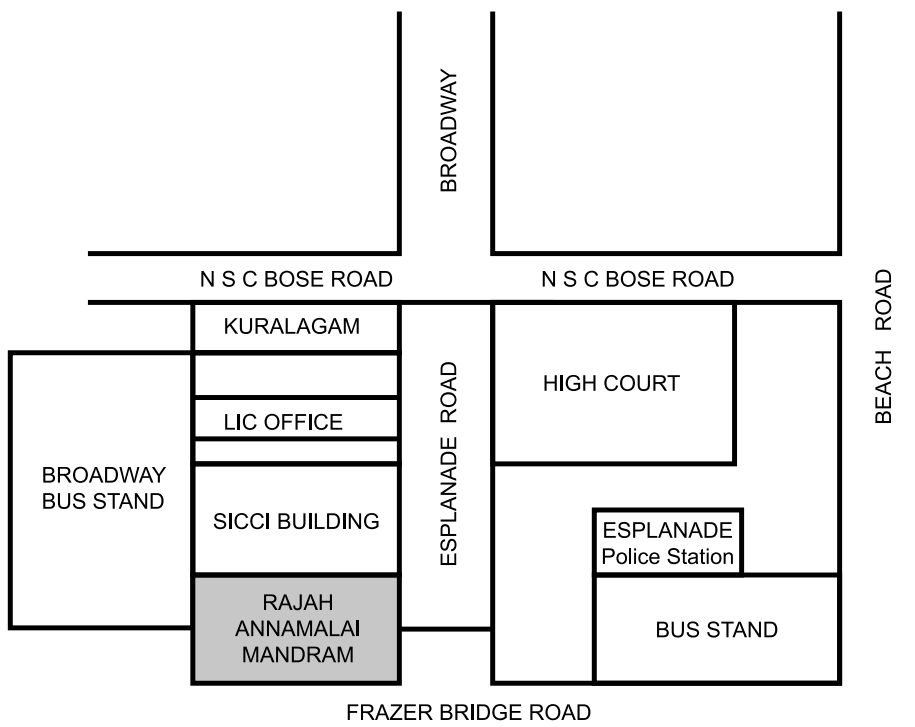 BROADWAY
N S C BOSE ROAD
N S C BOSE ROAD
BEACH ROAD
KURALAGAM
HIGH COURT
LIC OFFICE
ESPLANADE ROAD
BROADWAY
BUS STAND
SICCI BUILDING
ESPLANADE
Police Station
RAJAH
ANNAMALAI
MANDRAM
BUS STAND
FRAZER BRIDGE ROAD